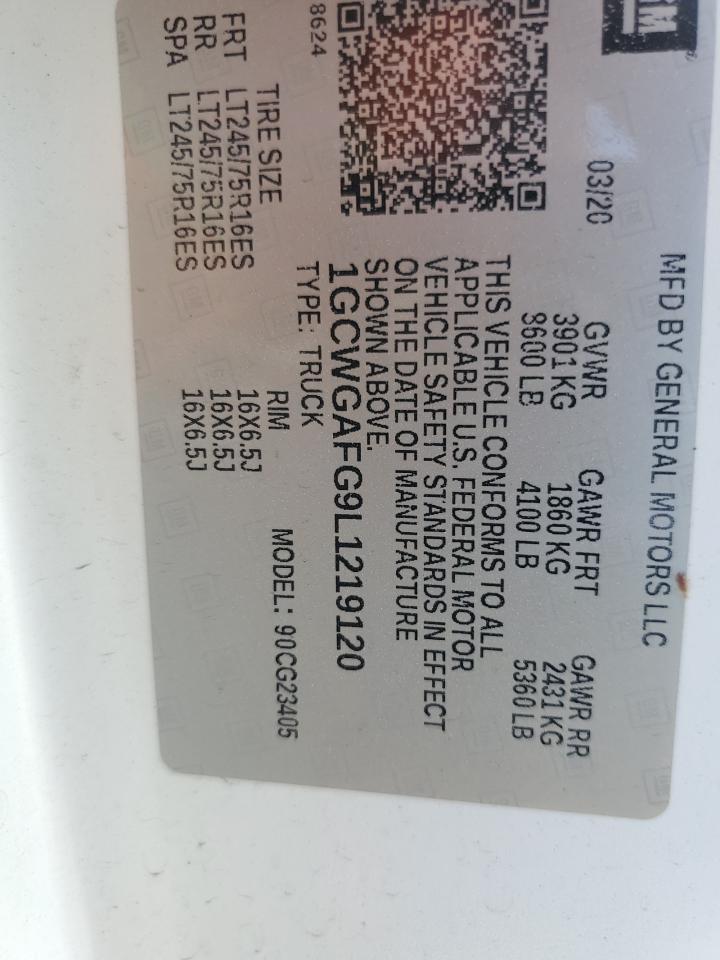 MFD BY GENERAL MOTORS LLC
03/20
GVWR GAWR FRT GAWR RR
3901 KG 1860 KG 2431 KG
8600 LB 4100 LB 5360 LB
THIS VEHICLE CONFORMS TO ALL
APPLICABLE U.S. FEDERAL MOTOR
VEHICLE SAFETY STANDARDS IN EFFECT
ON THE DATE OF MANUFACTURE
SHOWN ABOVE.
1GCWGAFG9L1219120
8624
TYPE: TRUCK
MODEL: 90CG23405
TIRE SIZE RIM
FRT LT245/75R16ES 16X6.5J
RR LT245/75R16ES 16X6.5J
SPA LT245/75R16ES 16X6.5J